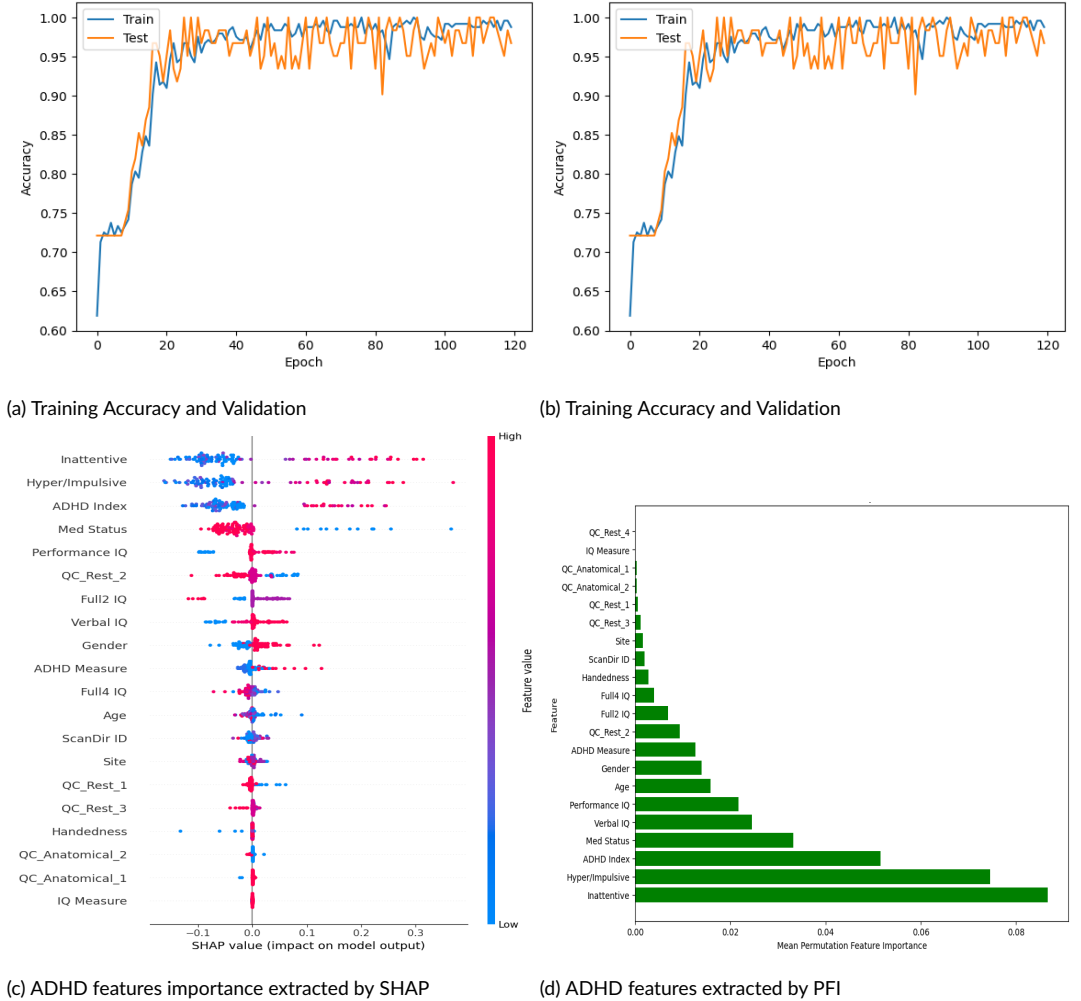 1.00
0.95
0.90
0.85
0.80
0.75
0.70
0.65
0.60
Accuracy
Train
Test
0 20 40 60 80 100 120
Epoch
(a) Training Accuracy and Validation
1.00
0.95
0.90
0.85
0.80
0.75
0.70
0.65
0.60
Accuracy
Train
Test
0 20 40 60 80 100 120
Epoch
(b) Training Accuracy and Validation
Inattentive
Hyper/Impulsive
ADHD Index
Med Status
Performance IQ
QC_Rest_2
Full2 IQ
Verbal IQ
Gender
ADHD Measure
Full4 IQ
Age
ScanDir ID
Site
QC_Rest_1
QC_Rest_3
Handedness
QC_Anatomical_2
QC_Anatomical_1
IQ Measure
−0.1 0.0 0.1 0.2 0.3
SHAP value (impact on model output)
High
Feature value
Low
(c) ADHD features importance extracted by SHAP
Feature
QC_Rest_4
IQ Measure
QC_Anatomical_1
QC_Anatomical_2
QC_Rest_1
QC_Rest_3
Site
ScanDir ID
Handedness
Full4 IQ
Full2 IQ
QC_Rest_2
ADHD Measure
Gender
Age
Performance IQ
Verbal IQ
Med Status
ADHD Index
Hyper/Impulsive
Inattentive
0.00 0.02 0.04 0.06 0.08
Mean Permutation Feature Importance
(d) ADHD features extracted by PFI